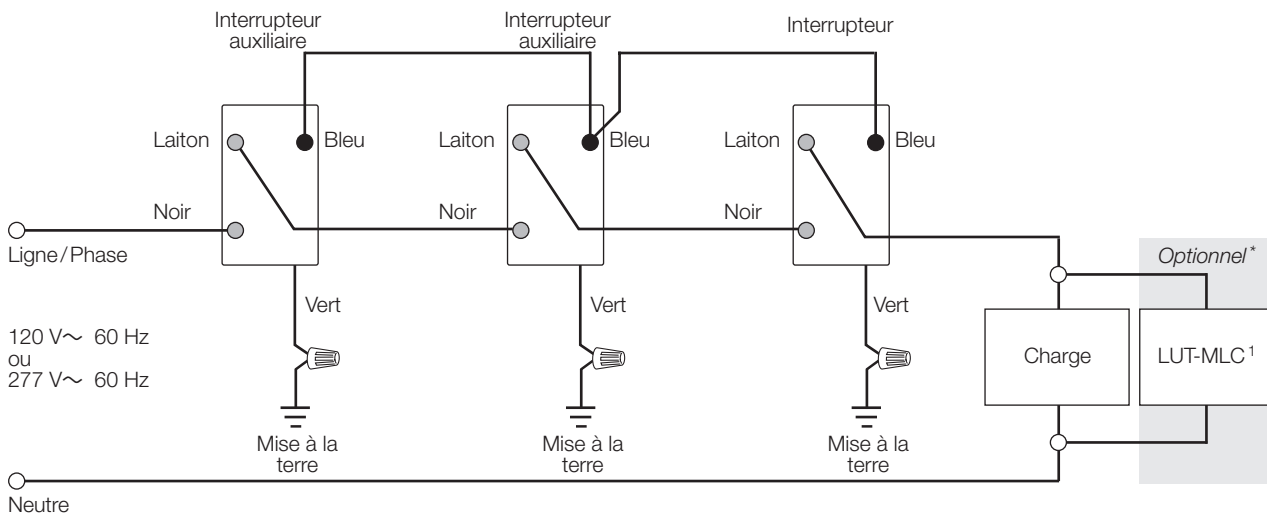 Interrupteur
auxiliaire
Interrupteur
auxiliaire
Interrupteur
Laiton
Bleu
Laiton
Bleu
Laiton
Bleu
Noir
Noir
Noir
Ligne/Phase
Optionnel*
Vert
Vert
Vert
120 V~ 60 Hz
ou
277 V~ 60 Hz
Charge
LUT-MLC¹
Mise à la
terre
Mise à la
terre
Mise à la
terre
Neutre